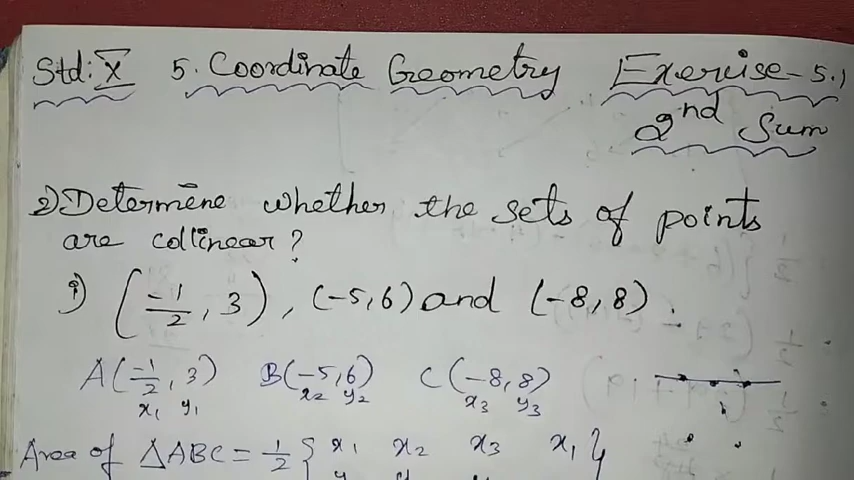 Std: X 5. Coordinate Geometry Exercise-5.1
2nd Sum
2) Determine whether the sets of points
are collinear?
i) (-1/2, 3), (-5,6) and (-8,8).
A(-1/2, 3) B(-5,6) C(-8,8)
x1 y1 x2 y2 x3 y3
Area of △ABC = 1/2 { x1 x2 x3 x1 }